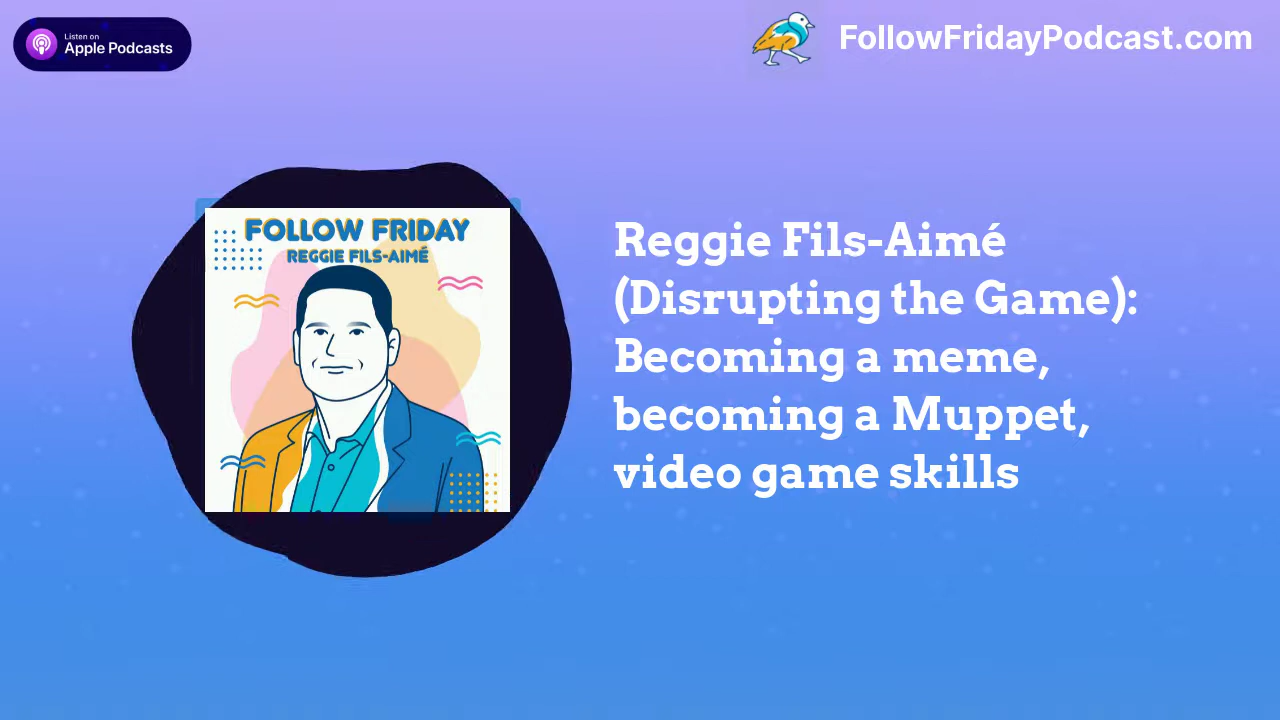 Listen on
Apple Podcasts
FollowFridayPodcast.com
FOLLOW FRIDAY
REGGIE FILS-AIMÉ
Reggie Fils-Aimé
(Disrupting the Game):
Becoming a meme,
becoming a Muppet,
video game skills